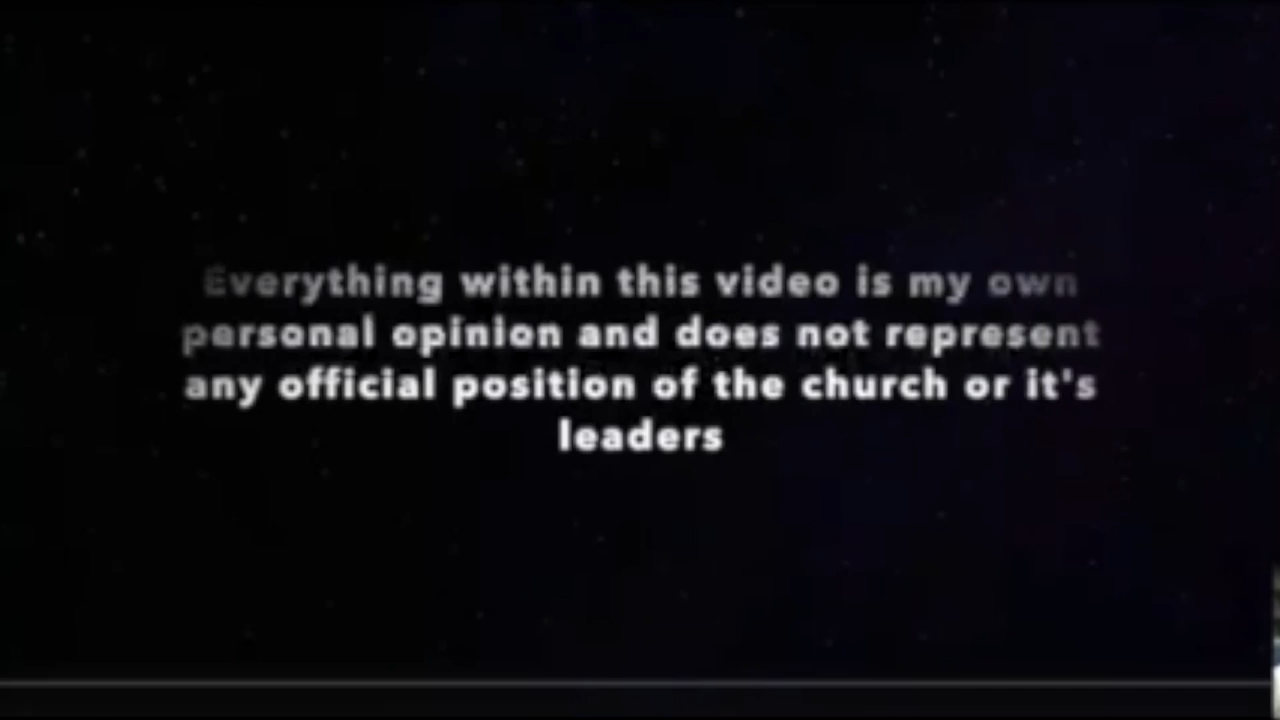 Everything within this video is my own
personal opinion and does not represent
any official position of the church or it's
leaders